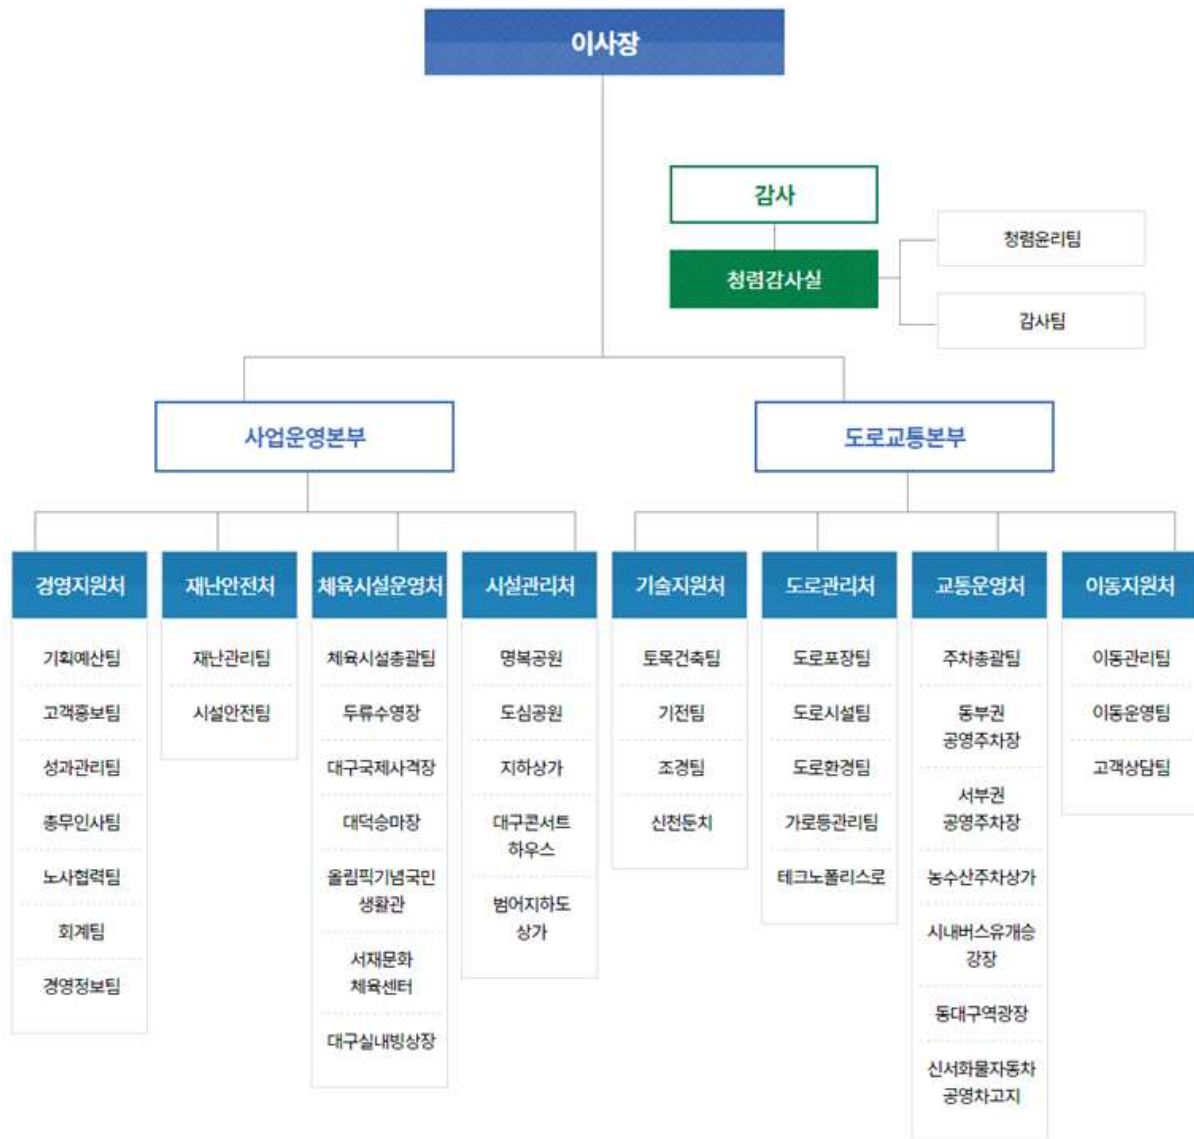 이사장
감사
청렴감사실
청렴윤리팀
감사팀
사업운영본부
도로교통본부
경영지원처
기획예산팀
고객홍보팀
성과관리팀
총무인사팀
노사협력팀
회계팀
경영정보팀
재난안전처
재난관리팀
시설안전팀
체육시설운영처
체육시설총괄팀
두류수영장
대구국제사격장
대덕승마장
올림픽기념국민
생활관
서재문화
체육센터
대구실내빙상장
시설관리처
명복공원
도심공원
지하상가
대구콘서트
하우스
범어지하도
상가
기술지원처
토목건축팀
기전팀
조경팀
신천둔치
도로관리처
도로포장팀
도로시설팀
도로환경팀
가로등관리팀
테크노폴리스로
교통운영처
주차총괄팀
동부권
공영주차장
서부권
공영주차장
농수산주차상가
시내버스유개승
강장
동대구역광장
신서화물자동차
공영차고지
이동지원처
이동관리팀
이동운영팀
고객상담팀